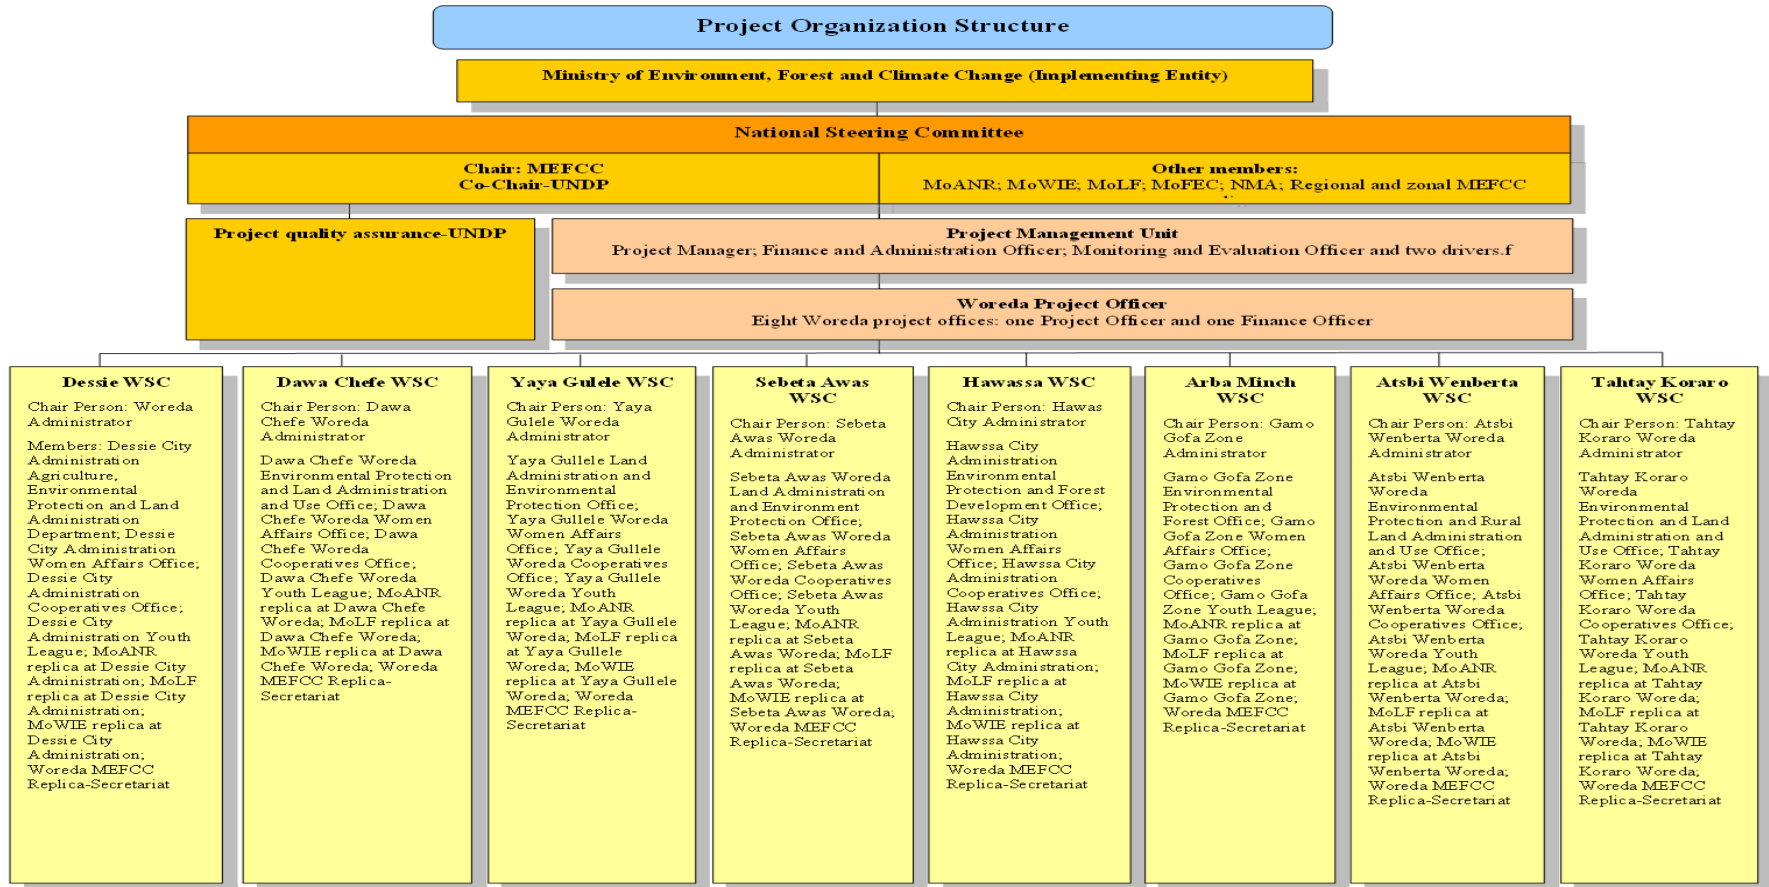 Project Organization Structure
Ministry of Environment, Forest and Climate Change (Implementing Entity)
National Steering Committee
Chair: MEFCC
Co-Chair-UNDP
Other members:
MoANR; MoWIE; MoLF; MoFEC; NMA; Regional and zonal MEFCC
Project quality assurance-UNDP
Project Management Unit
Project Manager; Finance and Administration Officer; Monitoring and Evaluation Officer and two drivers.f
Woreda Project Officer
Eight Woreda project offices: one Project Officer and one Finance Officer
Dessie WSC
Chair Person: Woreda
Administrator
Members: Dessie City
Administration
Agriculture,
Environmental
Protection and Land
Administration
Department; Dessie
City Administration
Women Affairs Office;
Dessie City
Administration
Cooperatives Office;
Dessie City
Administration Youth
League; MoANR
replica at Dessie City
Administration; MoLF
replica at Dessie City
Administration;
MoWIE replica at
Dessie City
Administration;
Woreda MEFCC
Replica-Secretariat
Dawa Chefe WSC
Chair Person: Dawa
Chefe Woreda
Administrator
Dawa Chefe Woreda
Environmental Protection
and Land Administration
and Use Office; Dawa
Chefe Woreda Women
Affairs Office; Dawa
Chefe Woreda
Cooperatives Office;
Dawa Chefe Woreda
Youth League; MoANR
replica at Dawa Chefe
Woreda; MoLF replica at
Dawa Chefe Woreda;
MoWIE replica at Dawa
Chefe Woreda; Woreda
MEFCC Replica-
Secretariat
Yaya Gulele WSC
Chair Person: Yaya
Gulele Woreda
Administrator
Yaya Gullele Land
Administration and
Environmental
Protection Office;
Yaya Gullele Woreda
Women Affairs
Office; Yaya Gullele
Woreda Cooperatives
Office; Yaya Gullele
Woreda Youth
League; MoANR
replica at Yaya Gullele
Woreda; MoLF replica
at Yaya Gullele
Woreda; MoWIE
replica at Yaya Gullele
Woreda; Woreda
MEFCC Replica-
Secretariat
Sebeta Awas
WSC
Chair Person: Sebeta
Awas Woreda
Administrator
Sebeta Awas Woreda
Land Administration
and Environment
Protection Office;
Sebeta Awas Woreda
Women Affairs
Office; Sebeta Awas
Woreda Cooperatives
Office; Sebeta Awas
Woreda Youth
League; MoANR
replica at Sebeta
Awas Woreda; MoLF
replica at Sebeta
Awas Woreda;
MoWIE replica at
Sebeta Awas Woreda;
Woreda MEFCC
Replica-Secretariat
Hawassa WSC
Chair Person: Hawas
City Administrator
Hawssa City
Administration
Environmental
Protection and Forest
Development Office;
Hawssa City
Administration
Women Affairs
Office; Hawssa City
Administration
Cooperatives Office;
Hawssa City
Administration Youth
League; MoANR
replica at Hawssa
City Administration;
MoLF replica at
Hawssa City
Administration;
MoWIE replica at
Hawssa City
Administration;
Woreda MEFCC
Replica-Secretariat
Arba Minch
WSC
Chair Person: Gamo
Gofa Zone
Administrator
Gamo Gofa Zone
Environmental
Protection and
Forest Office; Gamo
Gofa Zone Women
Affairs Office;
Gamo Gofa Zone
Cooperatives
Office; Gamo Gofa
Zone Youth League;
MoANR replica at
Gamo Gofa Zone;
MoLF replica at
Gamo Gofa Zone;
MoWIE replica at
Gamo Gofa Zone;
Woreda MEFCC
Replica-Secretariat
Atsbi Wenberta
WSC
Chair Person: Atsbi
Wenberta Woreda
Administrator
Atsbi Wenberta
Woreda
Environmental
Protection and Rural
Land Administration
and Use Office;
Atsbi Wenberta
Woreda Women
Affairs Office; Atsbi
Wenberta Woreda
Cooperatives Office;
Atsbi Wenberta
Woreda Youth
League; MoANR
replica at Atsbi
Wenberta Woreda;
MoLF replica at
Atsbi Wenberta
Woreda; MoWIE
replica at Atsbi
Wenberta Woreda;
Woreda MEFCC
Replica-Secretariat
Tahtay Koraro
WSC
Chair Person: Tahtay
Koraro Woreda
Administrator
Tahtay Koraro
Woreda
Environmental
Protection and Land
Administration and
Use Office; Tahtay
Koraro Woreda
Women Affairs
Office; Tahtay
Koraro Woreda
Cooperatives Office;
Tahtay Koraro
Woreda Youth
League; MoANR
replica at Tahtay
Koraro Woreda;
MoLF replica at
Tahtay Koraro
Woreda; MoWIE
replica at Tahtay
Koraro Woreda;
Woreda MEFCC
Replica-Secretariat